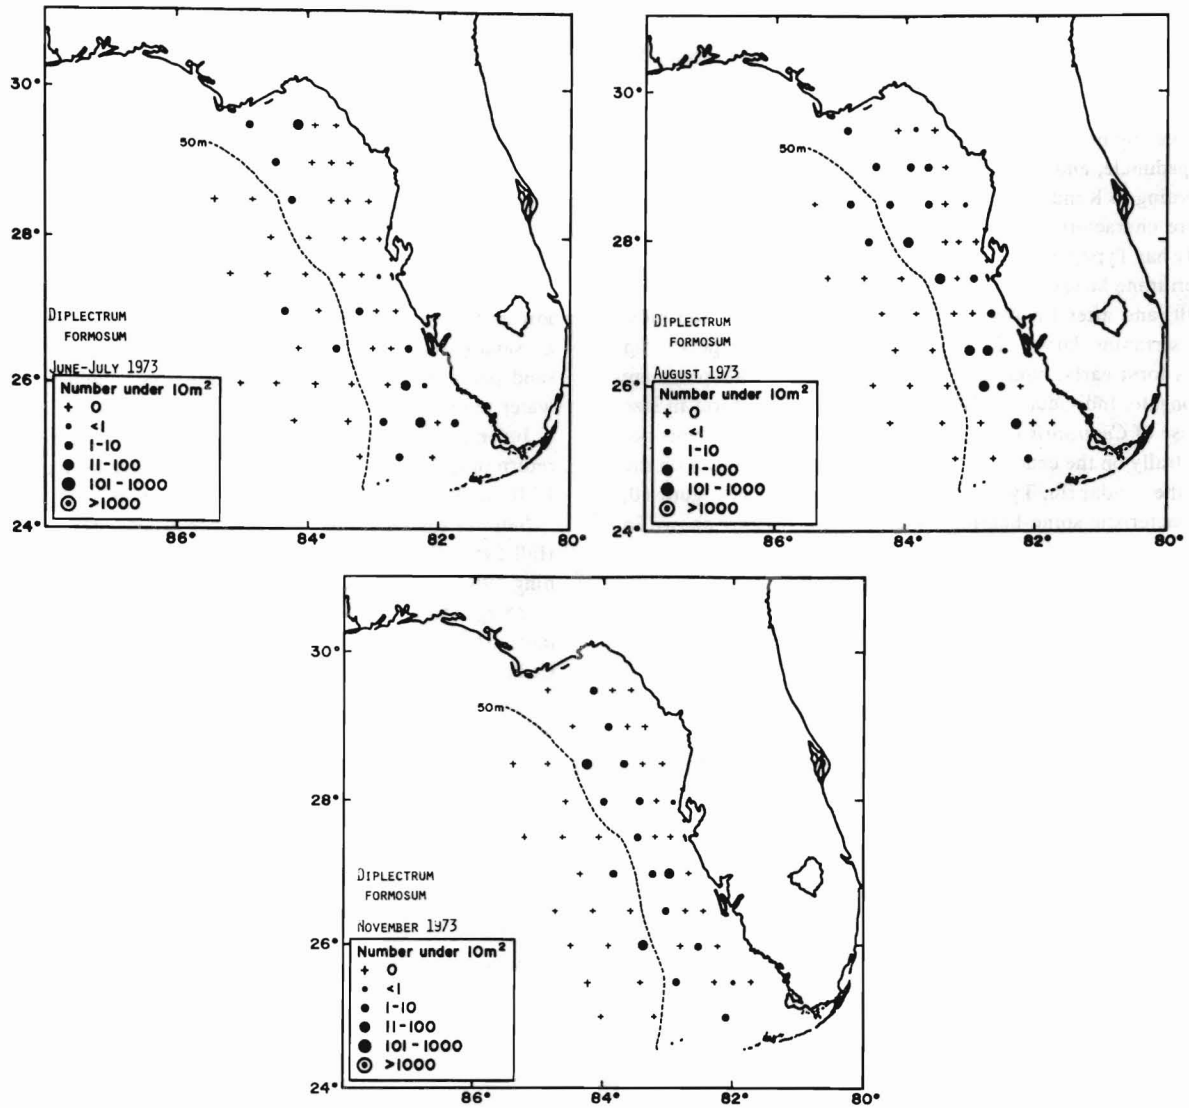 30°
28°
26°
24°
86°
84°
82°
80°
50m
DIPLECTRUM
FORMOSUM
JUNE-JULY 1973
Number under 10m²
+ 0
<1
1-10
11-100
101-1000
>1000
30°
28°
26°
24°
86°
84°
82°
80°
50m
DIPLECTRUM
FORMOSUM
AUGUST 1973
Number under 10m²
+ 0
<1
1-10
11-100
101-1000
>1000
30°
28°
26°
24°
86°
84°
82°
80°
50m
DIPLECTRUM
FORMOSUM
NOVEMBER 1973
Number under 10m²
+ 0
<1
1-10
11-100
101-1000
>1000